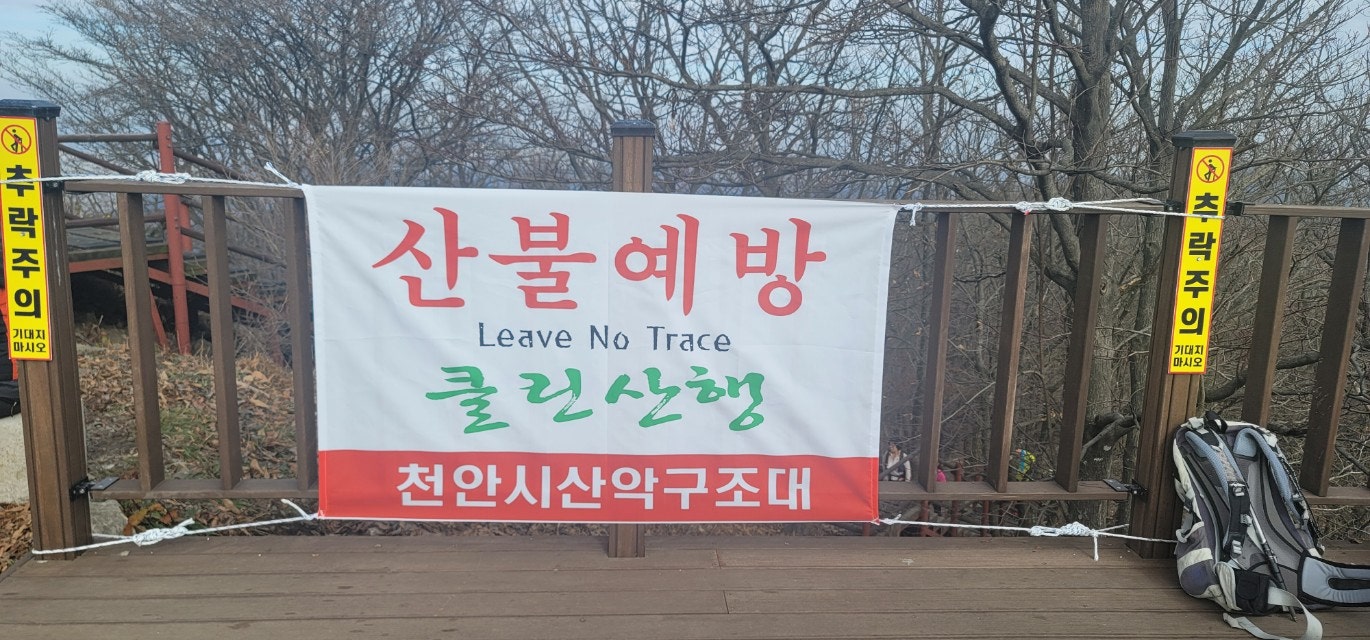 추락주의
기대지
마시오
산불예방
Leave No Trace
클린산행
천안시산악구조대
추락주의
기대지
마시오